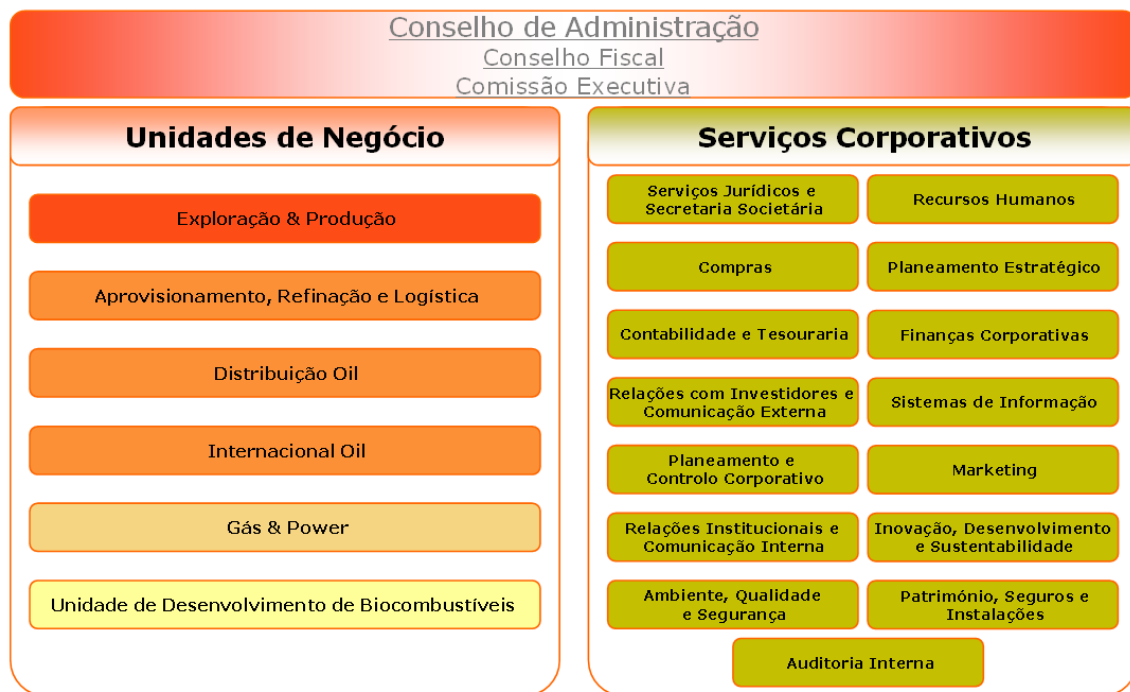 Conselho de Administração
Conselho Fiscal
Comissão Executiva
Unidades de Negócio
Exploração & Produção
Aprovisionamento, Refinação e Logística
Distribuição Oil
Internacional Oil
Gás & Power
Unidade de Desenvolvimento de Biocombustíveis
Serviços Corporativos
Serviços Jurídicos e
Secretaria Societária
Recursos Humanos
Compras
Planeamento Estratégico
Contabilidade e Tesouraria
Finanças Corporativas
Relações com Investidores e
Comunicação Externa
Sistemas de Informação
Planeamento e
Controlo Corporativo
Marketing
Relações Institucionais e
Comunicação Interna
Inovação, Desenvolvimento
e Sustentabilidade
Ambiente, Qualidade
e Segurança
Património, Seguros e
Instalações
Auditoria Interna